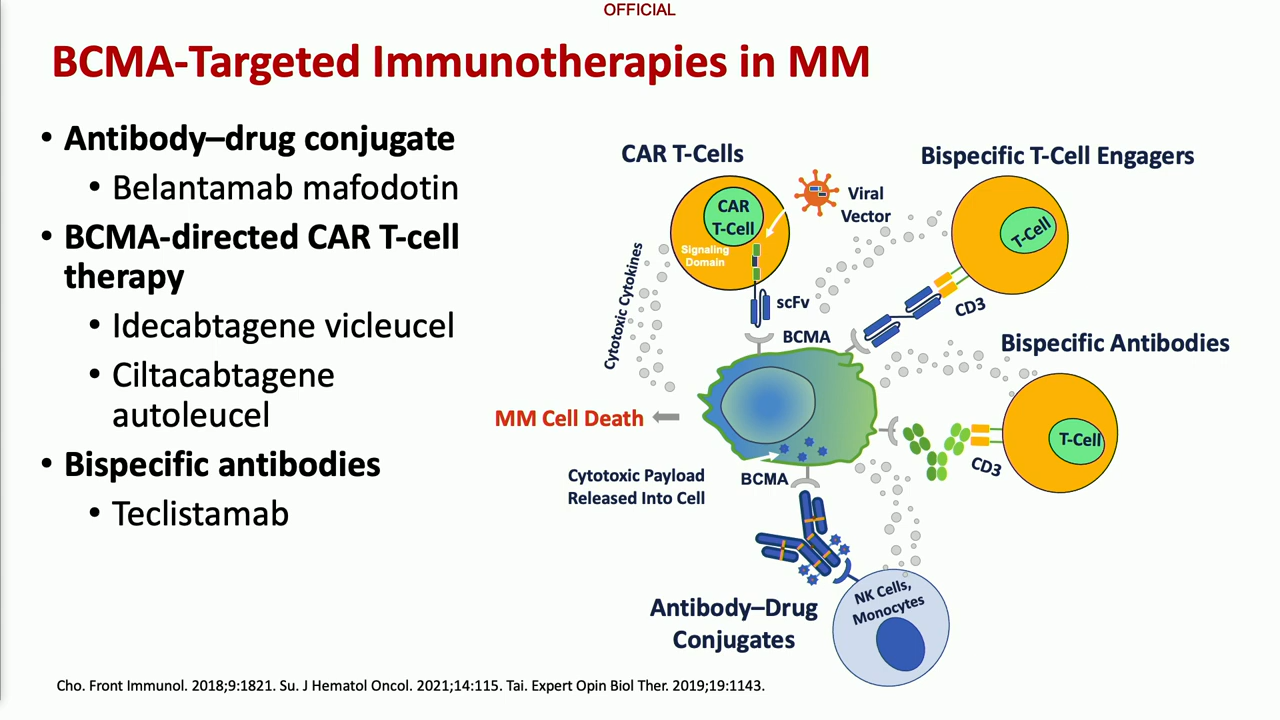 OFFICIAL
BCMA-Targeted Immunotherapies in MM
• Antibody–drug conjugate
• Belantamab mafodotin
• BCMA-directed CAR T-cell
therapy
• Idecabtagene vicleucel
• Ciltacabtagene
autoleucel
• Bispecific antibodies
• Teclistamab
CAR T-Cells
CAR
T-Cell
Signaling
Domain
Viral
Vector
scFv
BCMA
Cytotoxic Cytokines
Bispecific T-Cell Engagers
T-Cell
CD3
Bispecific Antibodies
T-Cell
CD3
MM Cell Death
Cytotoxic Payload
Released Into Cell
BCMA
Antibody–Drug
Conjugates
NK Cells,
Monocytes
Cho. Front Immunol. 2018;9:1821. Su. J Hematol Oncol. 2021;14:115. Tai. Expert Opin Biol Ther. 2019;19:1143.